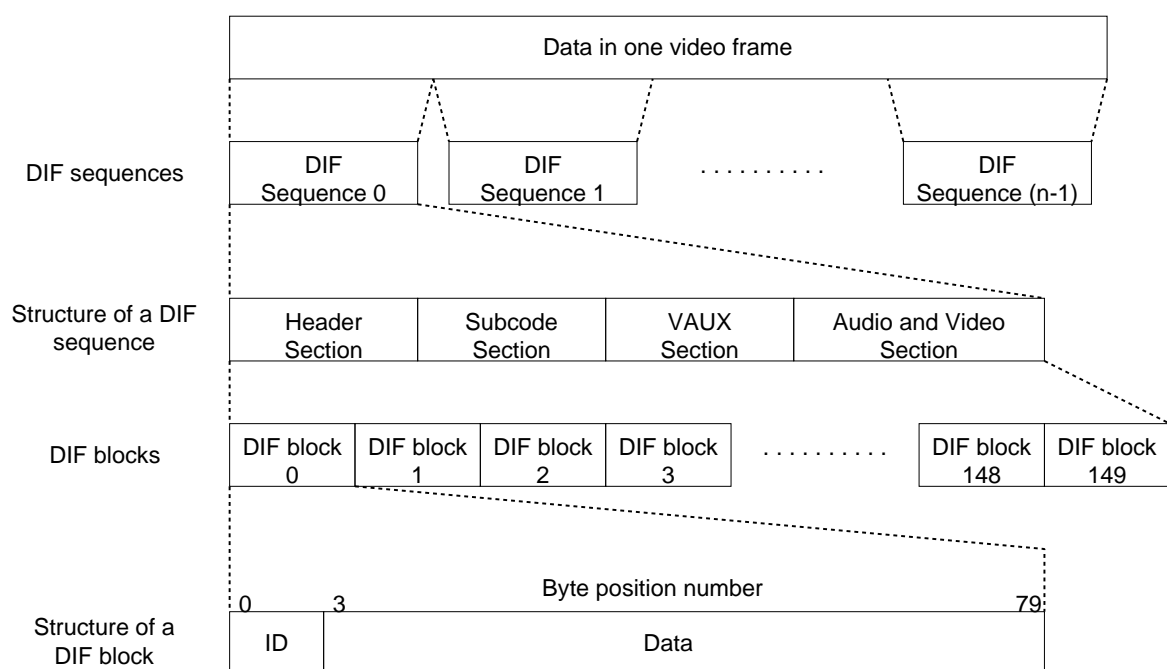 Data in one video frame
DIF sequences
DIF
Sequence 0
DIF
Sequence 1
. . . . . . . . . .
DIF
Sequence (n-1)
Structure of a DIF
sequence
Header
Section
Subcode
Section
VAUX
Section
Audio and Video
Section
DIF blocks
DIF block
0
DIF block
1
DIF block
2
DIF block
3
. . . . . . . . . .
DIF block
148
DIF block
149
Byte position number
0 3 79
Structure of a
DIF block
ID
Data